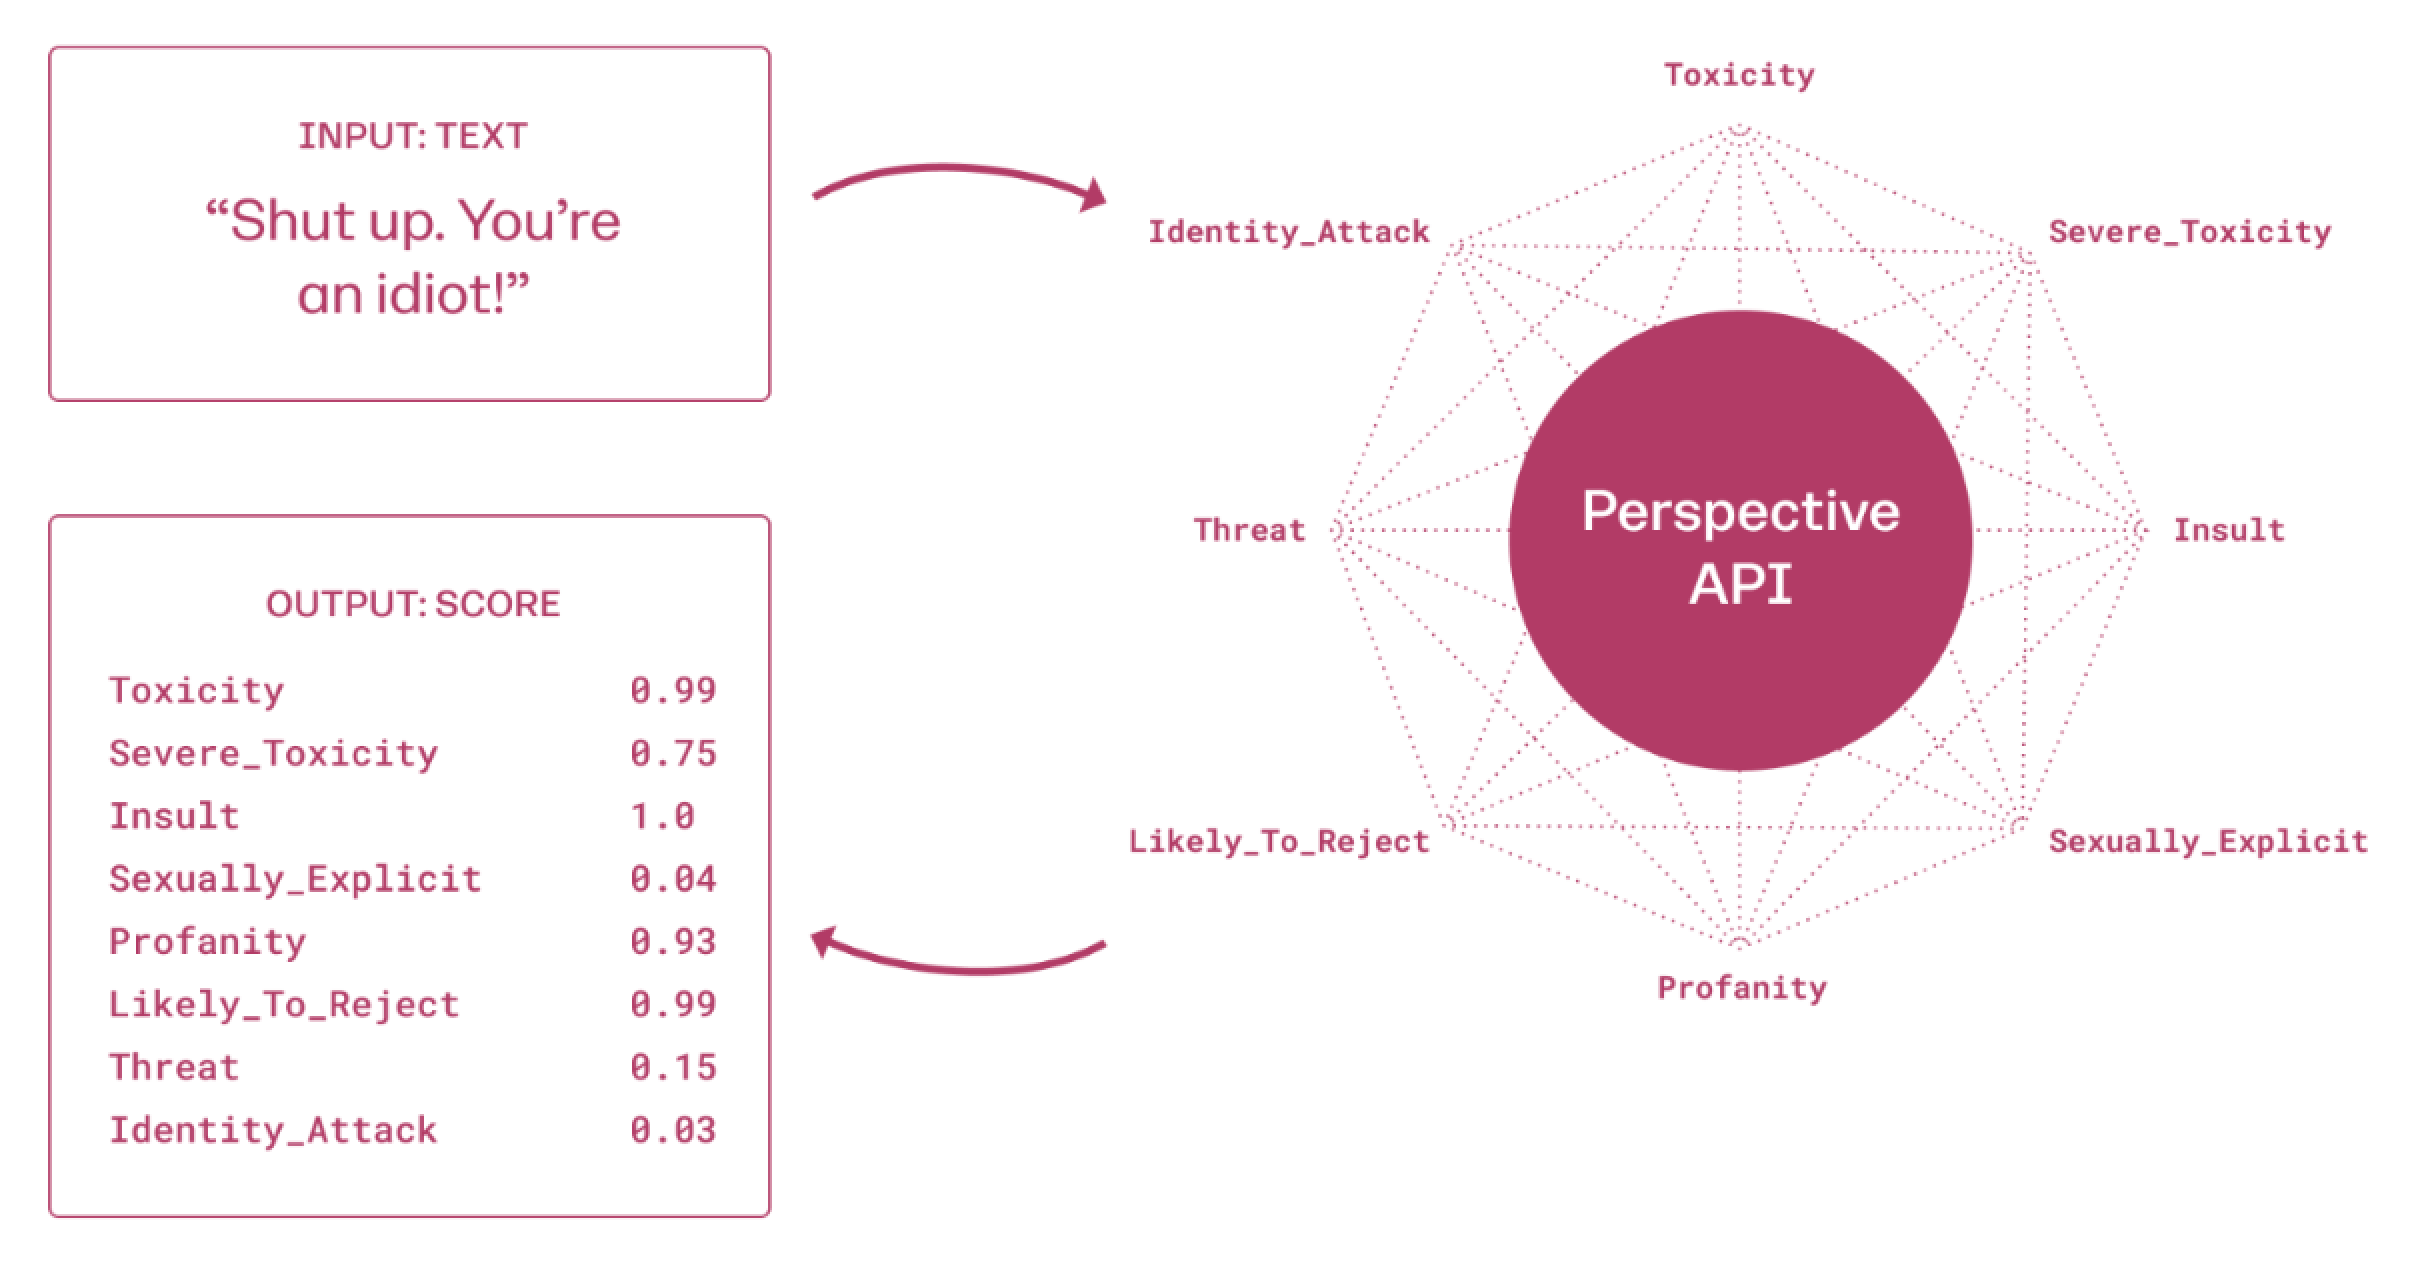 INPUT: TEXT
“Shut up. You’re
an idiot!”
OUTPUT: SCORE
Toxicity 0.99
Severe_Toxicity 0.75
Insult 1.0
Sexually_Explicit 0.04
Profanity 0.93
Likely_To_Reject 0.99
Threat 0.15
Identity_Attack 0.03
Toxicity
Identity_Attack
Severe_Toxicity
Threat
Perspective
API
Insult
Likely_To_Reject
Sexually_Explicit
Profanity